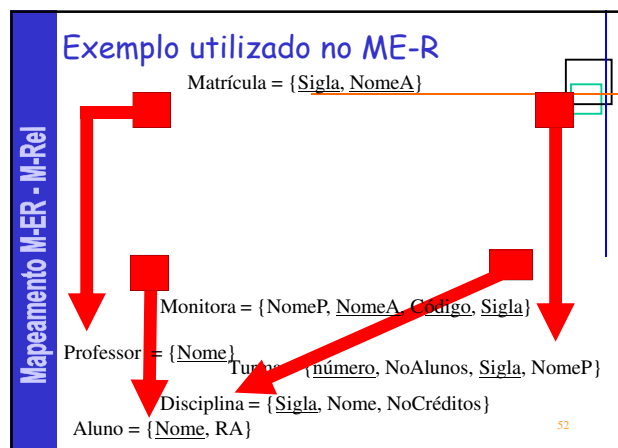 Exemplo utilizado no ME-R
Matrícula = {Sigla, NomeA}
Mapeamento M-ER - M-Rel
Monitora = {NomeP, NomeA, Código, Sigla}
Professor = {Nome}
= {número, NoAlunos, Sigla, NomeP}
Disciplina = {Sigla, Nome, NoCréditos}
Aluno = {Nome, RA}
52